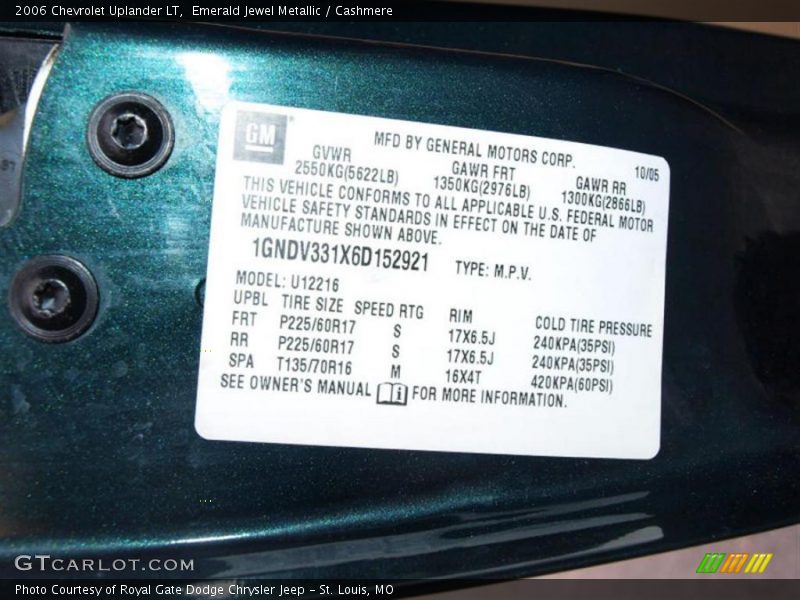 2006 Chevrolet Uplander LT,  Emerald Jewel Metallic / Cashmere
GM
MFD BY GENERAL MOTORS CORP.
10/05
GVWR GAWR FRT GAWR RR
2550KG(5622LB) 1350KG(2976LB) 1300KG(2866LB)
THIS VEHICLE CONFORMS TO ALL APPLICABLE U.S. FEDERAL MOTOR
VEHICLE SAFETY STANDARDS IN EFFECT ON THE DATE OF
MANUFACTURE SHOWN ABOVE.
1GNDV331X6D152921 TYPE: M.P.V.
MODEL: U12216
UPBL TIRE SIZE SPEED RTG RIM COLD TIRE PRESSURE
FRT P225/60R17 S 17X6.5J 240KPA(35PSI)
RR P225/60R17 S 17X6.5J 240KPA(35PSI)
SPA T135/70R16 M 16X4T 420KPA(60PSI)
SEE OWNER'S MANUAL i FOR MORE INFORMATION.
GTCARLOT.COM
Photo Courtesy of Royal Gate Dodge Chrysler Jeep - St. Louis, MO